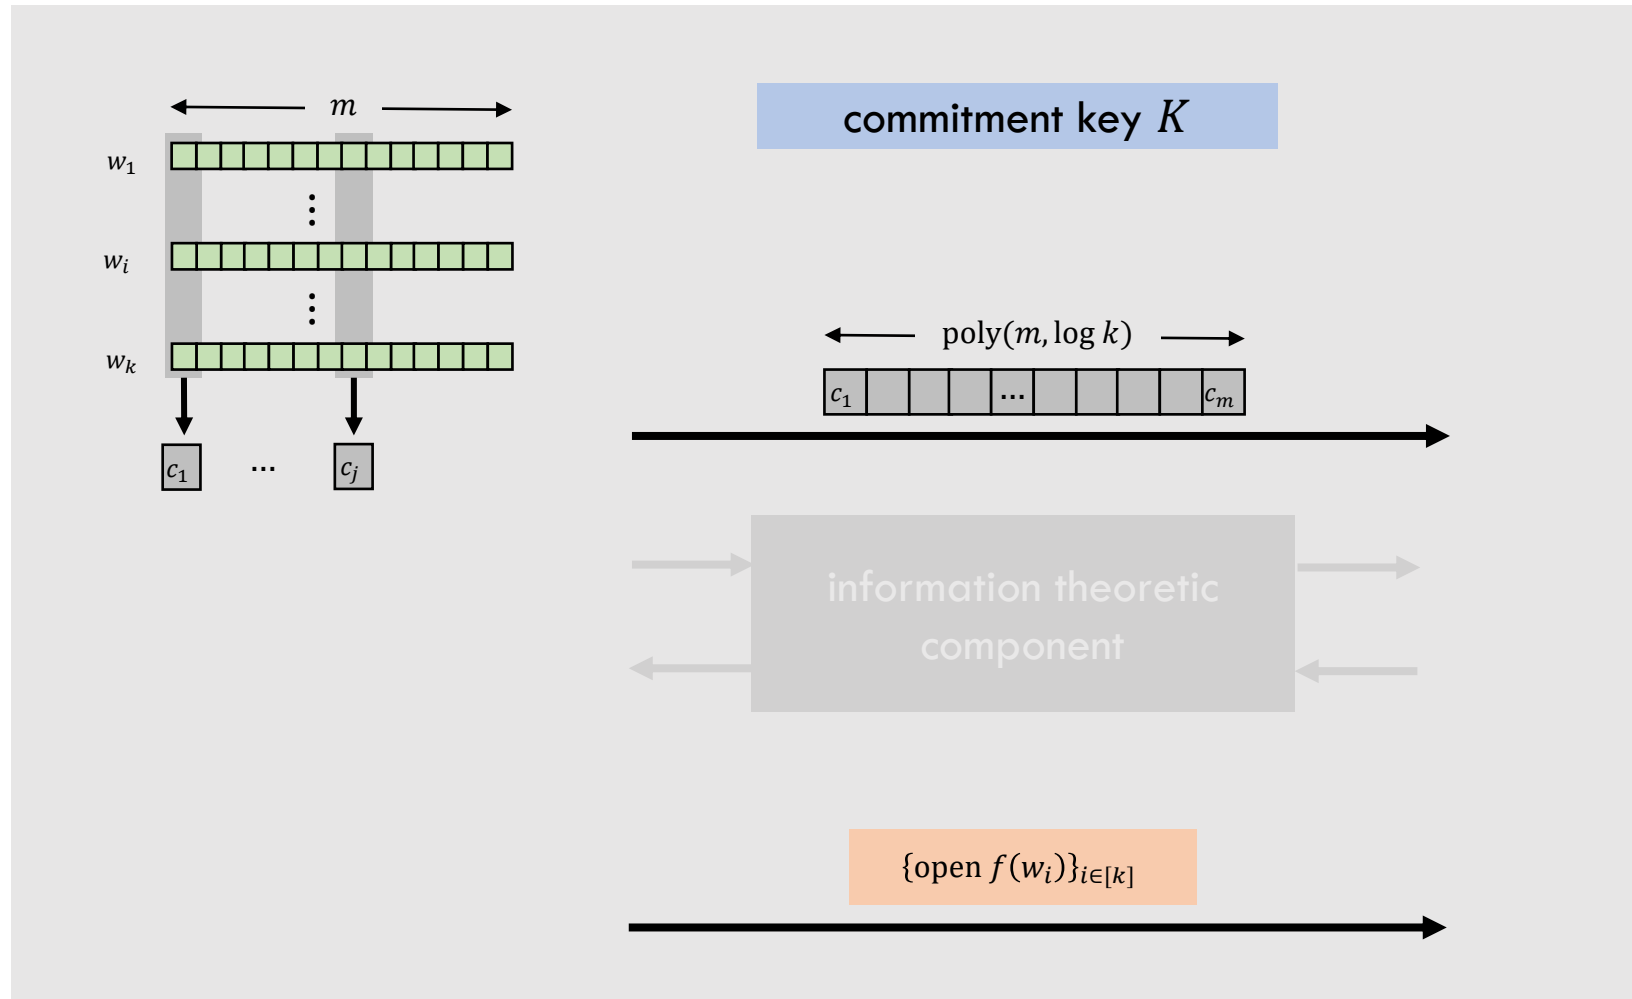 m
commitment key K
w₁
⋮
wᵢ
⋮
wₖ
poly(m, log k)
c₁ ... cₘ
c₁ ... cⱼ
information theoretic
component
{open f(wᵢ)}ᵢ∈[ₖ]